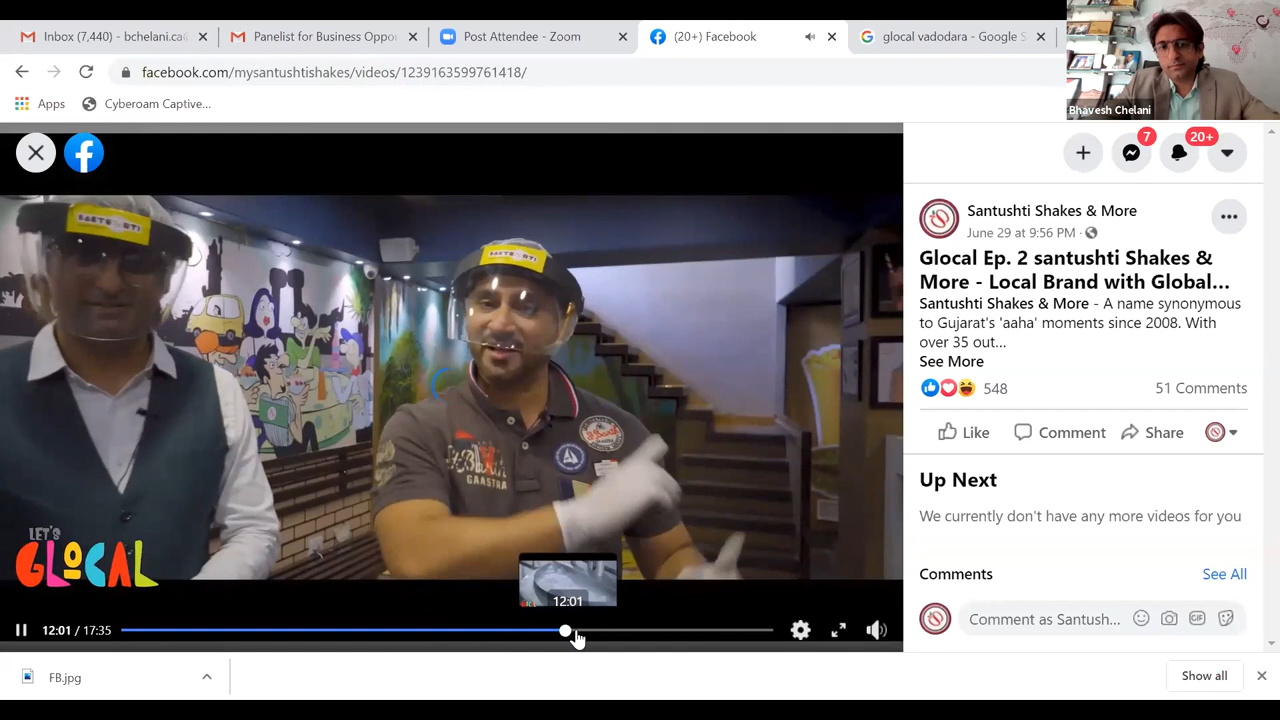 Inbox (7,440) - bchelani.ca
Panelist for Business Oppo
Post Attendee - Zoom
(20+) Facebook
glocal vadodara - Google S
facebook.com/mysantushtishakes/videos/1239163599761418/
Apps
Cyberoam Captive...
Bhavesh Chelani
7
20+
Santushti Shakes & More
June 29 at 9:56 PM ·
Glocal Ep. 2 santushti Shakes &
More - Local Brand with Global...
Santushti Shakes & More - A name synonymous
to Gujarat's 'aaha' moments since 2008. With
over 35 out...
See More
548
51 Comments
Like
Comment
Share
Up Next
We currently don't have any more videos for you
Comments
See All
Comment as Santush...
GIF
GAASTRA
LET'S
GLOCAL
12:01
12:01 / 17:35
FB.jpg
Show all